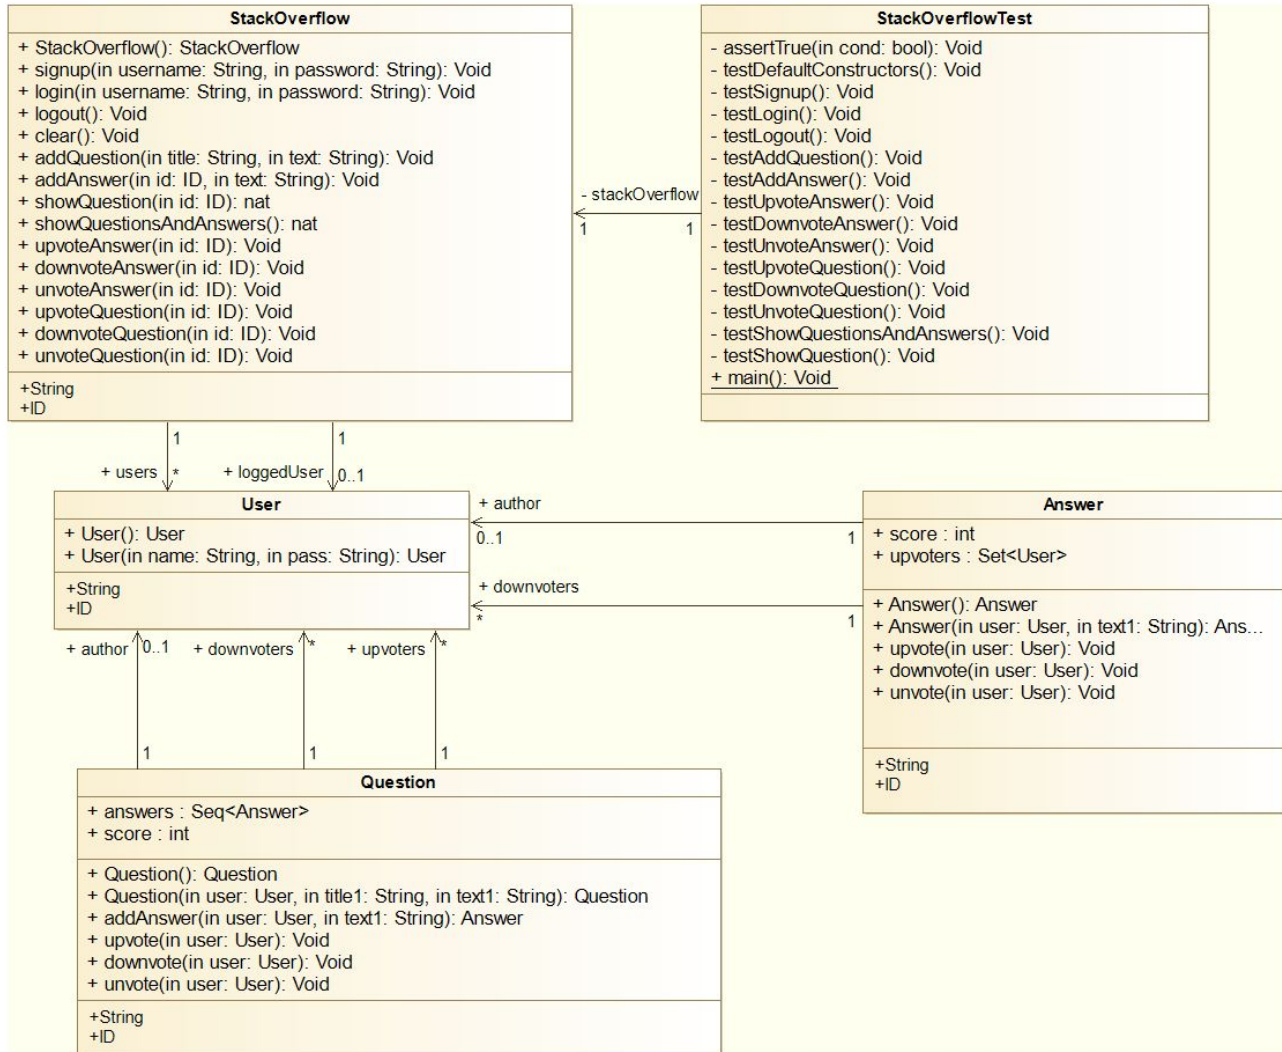 StackOverflow
+ StackOverflow(): StackOverflow
+ signup(in username: String, in password: String): Void
+ login(in username: String, in password: String): Void
+ logout(): Void
+ clear(): Void
+ addQuestion(in title: String, in text: String): Void
+ addAnswer(in id: ID, in text: String): Void
+ showQuestion(in id: ID): nat
+ showQuestionsAndAnswers(): nat
+ upvoteAnswer(in id: ID): Void
+ downvoteAnswer(in id: ID): Void
+ unvoteAnswer(in id: ID): Void
+ upvoteQuestion(in id: ID): Void
+ downvoteQuestion(in id: ID): Void
+ unvoteQuestion(in id: ID): Void
+String
+ID
StackOverflowTest
- assertTrue(in cond: bool): Void
- testDefaultConstructors(): Void
- testSignup(): Void
- testLogin(): Void
- testLogout(): Void
- testAddQuestion(): Void
- testAddAnswer(): Void
- testUpvoteAnswer(): Void
- testDownvoteAnswer(): Void
- testUnvoteAnswer(): Void
- testUpvoteQuestion(): Void
- testDownvoteQuestion(): Void
- testUnvoteQuestion(): Void
- testShowQuestionsAndAnswers(): Void
- testShowQuestion(): Void
+ main(): Void
- stackOverflow
1 1
1 1
+ users * + loggedUser 0..1
User
+ User(): User
+ User(in name: String, in pass: String): User
+String
+ID
+ author
0..1 1
+ downvoters
* 1
Answer
+ score : int
+ upvoters : Set<User>
+ Answer(): Answer
+ Answer(in user: User, in text1: String): Ans...
+ upvote(in user: User): Void
+ downvote(in user: User): Void
+ unvote(in user: User): Void
+String
+ID
+ author 0..1 + downvoters * + upvoters *
1 1 1
Question
+ answers : Seq<Answer>
+ score : int
+ Question(): Question
+ Question(in user: User, in title1: String, in text1: String): Question
+ addAnswer(in user: User, in text1: String): Answer
+ upvote(in user: User): Void
+ downvote(in user: User): Void
+ unvote(in user: User): Void
+String
+ID